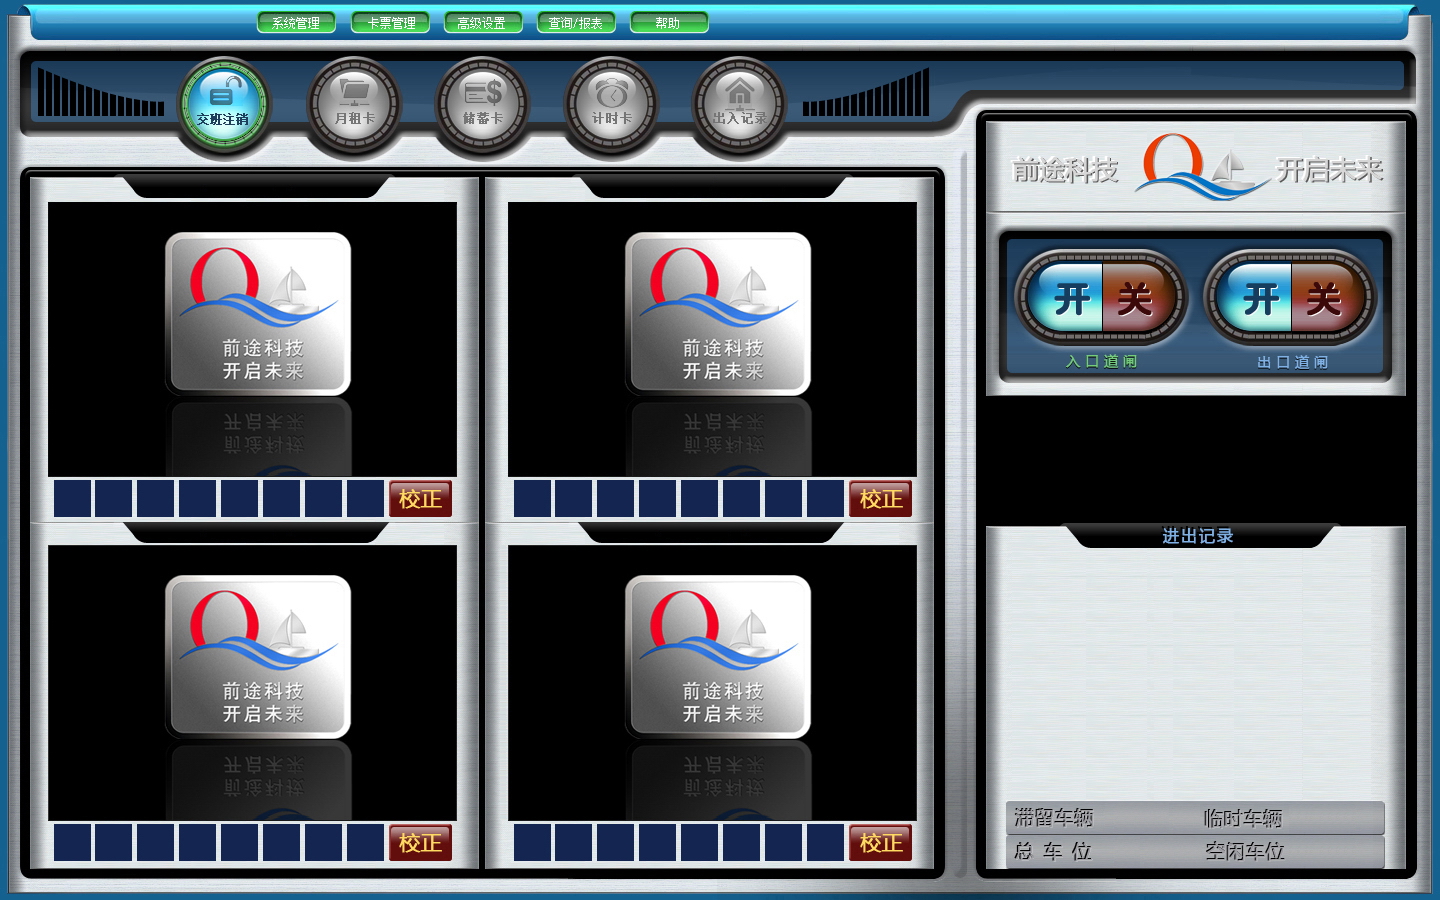 系统管理 卡票管理 高级设置 查询/报表 帮助
交班注销 月租卡 储蓄卡 计时卡 出入记录
前途科技 开启未来
开 关 开 关
入口道闸 出口道闸
前途科技
开启未来
前途科技
开启未来
校正 校正
进出记录
前途科技
开启未来
前途科技
开启未来
校正 校正
滞留车辆 临时车辆
总 车 位 空闲车位